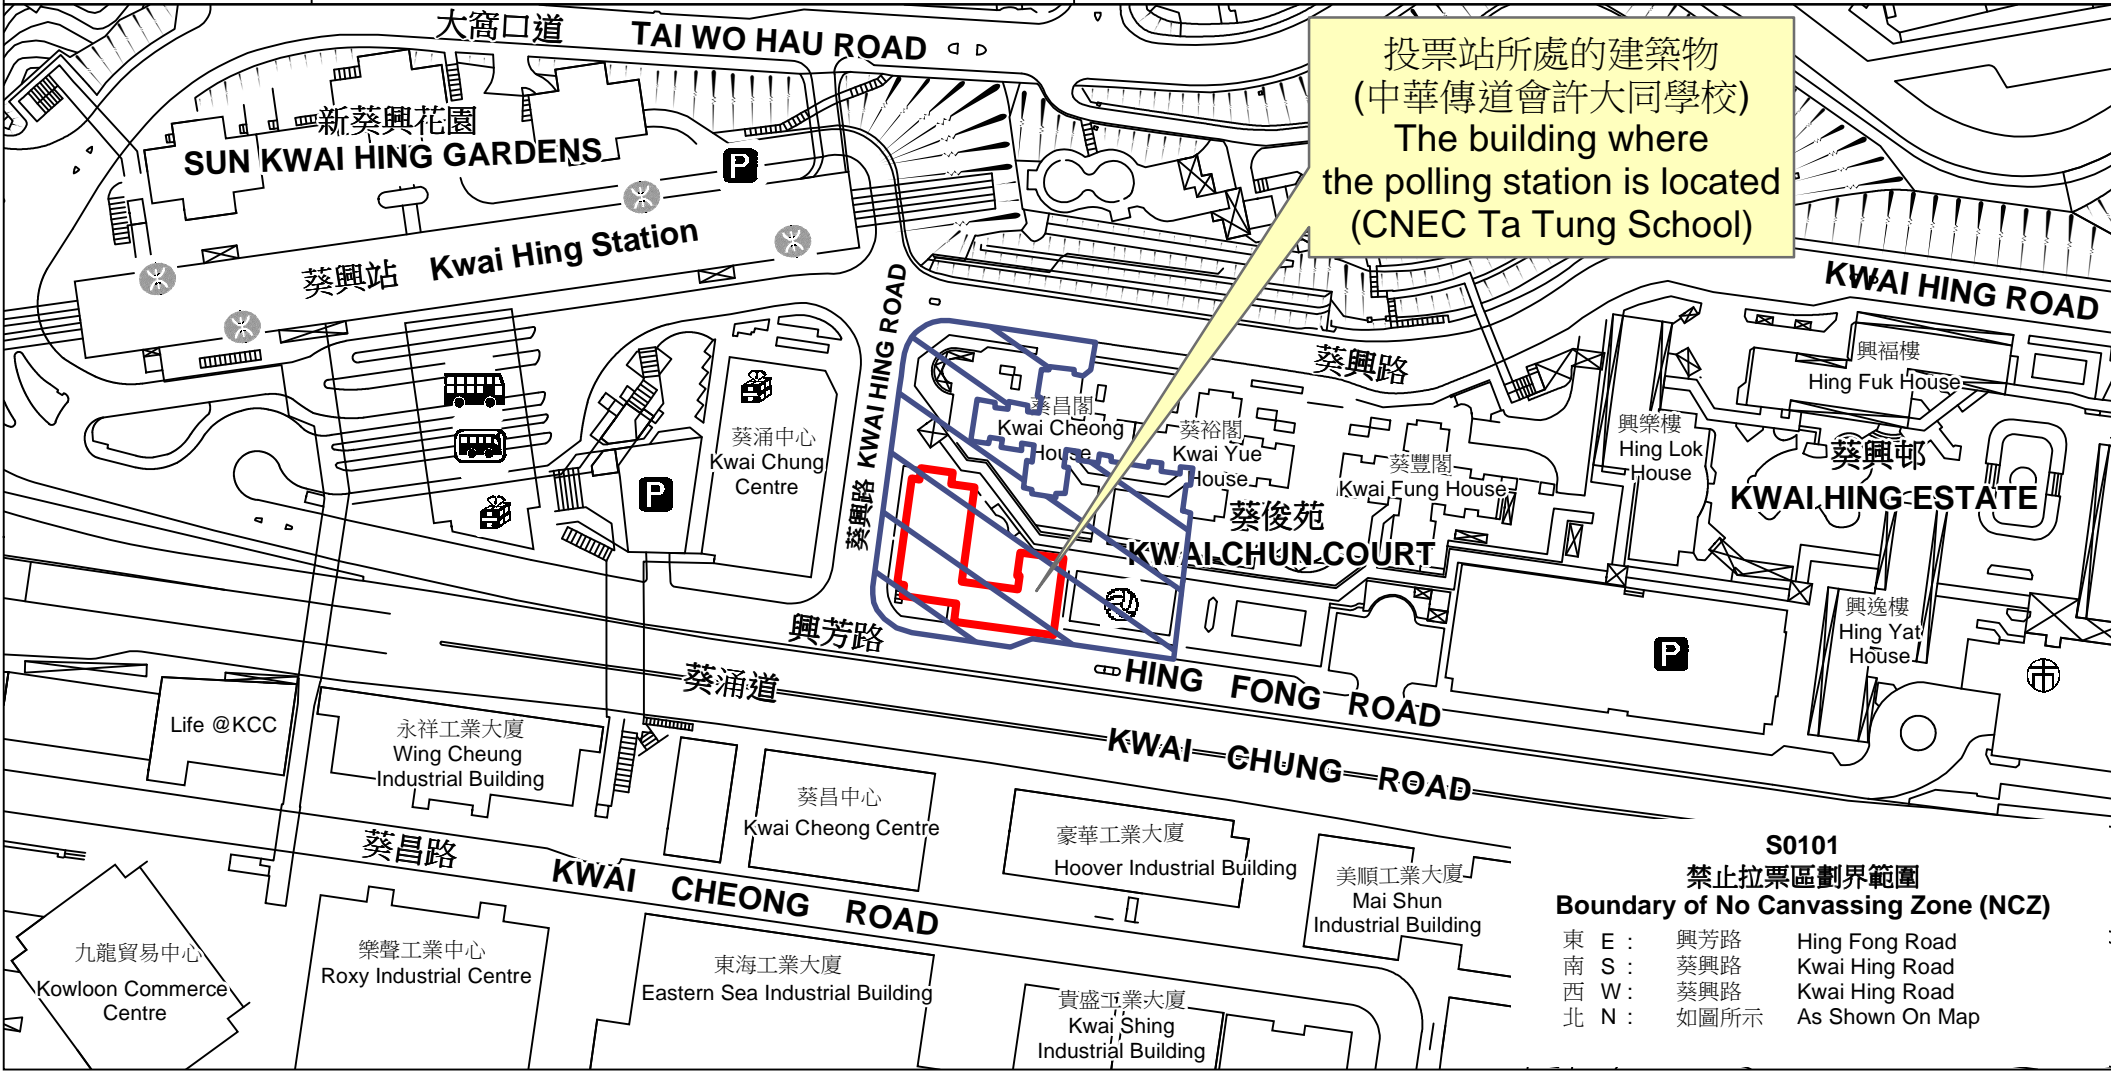 大窩口道 TAI WO HAU ROAD
投票站所處的建築物
(中華傳道會許大同學校)
The building where
the polling station is located
(CNEC Ta Tung School)
新葵興花園
SUN KWAI HING GARDENS
P
葵興站 Kwai Hing Station
葵興路 KWAI HING ROAD
KWAI HING ROAD
葵興路
葵昌閣
Kwai Cheong
House
葵裕閣
Kwai Yue
House
葵豐閣
Kwai Fung House
葵俊苑
KWAI CHUN COURT
興福樓
Hing Fuk House
興樂樓
Hing Lok
House
葵興邨
KWAI HING ESTATE
興逸樓
Hing Yat
House
葵涌中心
Kwai Chung
Centre
P
P
興芳路
HING FONG ROAD
葵涌道
KWAI CHUNG ROAD
Life @KCC
永祥工業大廈
Wing Cheung
Industrial Building
葵昌中心
Kwai Cheong Centre
豪華工業大廈
Hoover Industrial Building
美順工業大廈
Mai Shun
Industrial Building
葵昌路 KWAI CHEONG ROAD
九龍貿易中心
Kowloon Commerce
Centre
樂聲工業中心
Roxy Industrial Centre
東海工業大廈
Eastern Sea Industrial Building
貴盛工業大廈
Kwai Shing
Industrial Building
S0101
禁止拉票區劃界範圍
Boundary of No Canvassing Zone (NCZ)
東 E : 興芳路 Hing Fong Road
南 S : 葵興路 Kwai Hing Road
西 W : 葵興路 Kwai Hing Road
北 N : 如圖所示 As Shown On Map